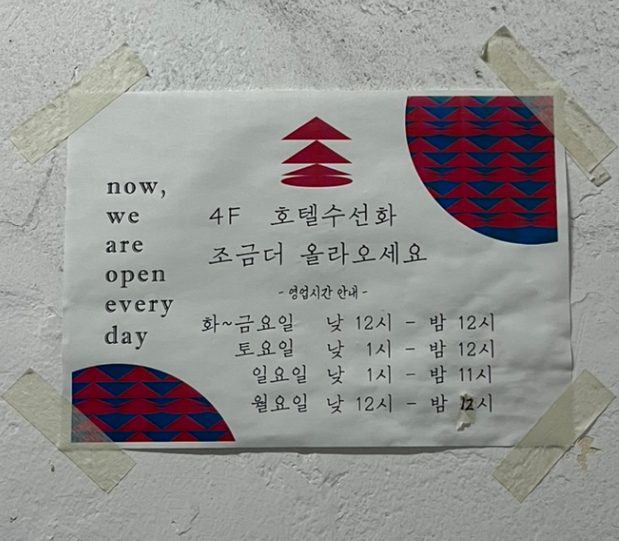 now,
we
are
open
every
day
4F 호텔수선화
조금더 올라오세요
- 영업시간 안내 -
화~금요일 낮 12시 - 밤 12시
토요일 낮 1시 - 밤 12시
일요일 낮 1시 - 밤 11시
월요일 낮 12시 - 밤 12시